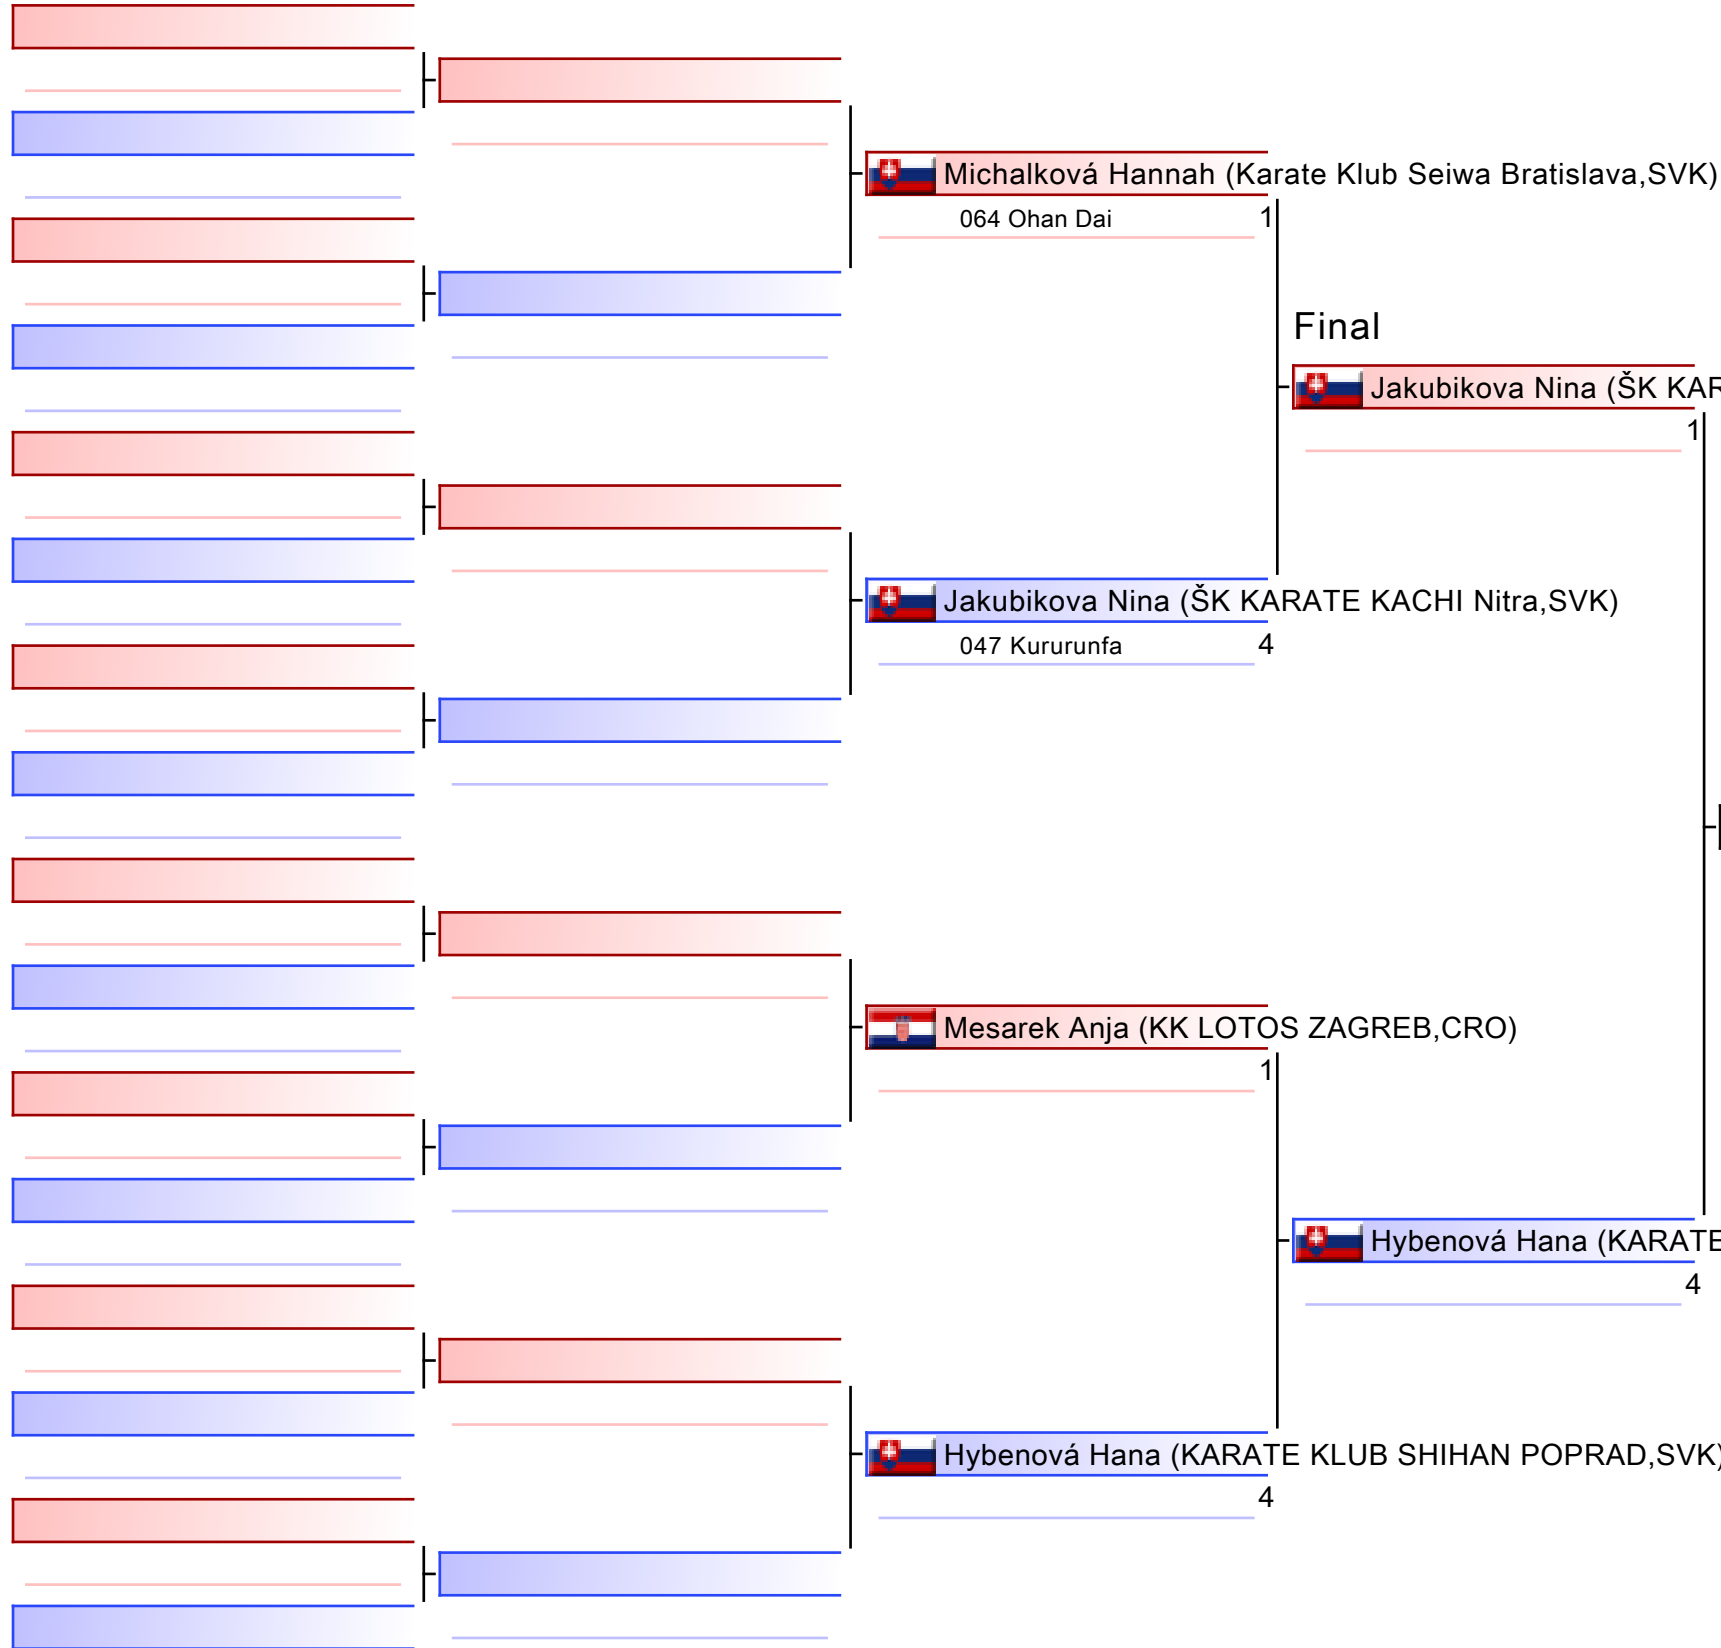 Michalková Hannah (Karate Klub Seiwa Bratislava,SVK)
064 Ohan Dai
1
Final
Jakubikova Nina (ŠK KAR
1
Jakubikova Nina (ŠK KARATE KACHI Nitra,SVK)
047 Kururunfa
4
Mesarek Anja (KK LOTOS ZAGREB,CRO)
1
Hybenová Hana (KARATE
4
Hybenová Hana (KARATE KLUB SHIHAN POPRAD,SVK)
4